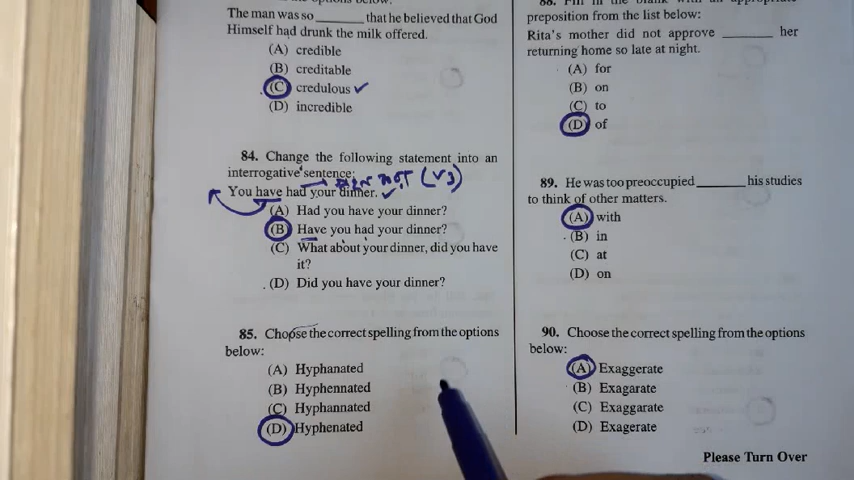 The man was so ______ that he believed that God
Himself had drunk the milk offered.
(A) credible
(B) creditable
(C) credulous ✓
(D) incredible
84. Change the following statement into an
interrogative sentence:
not (V3)
You have had your dinner.
(A) Had you have your dinner?
(B) Have you had your dinner?
(C) What about your dinner, did you have
it?
(D) Did you have your dinner?
85. Choose the correct spelling from the options
below:
(A) Hyphanated
(B) Hyphennated
(C) Hyphannated
(D) Hyphenated
preposition from the list below:
Rita's mother did not approve ______ her
returning home so late at night.
(A) for
(B) on
(C) to
(D) of
89. He was too preoccupied ______ his studies
to think of other matters.
(A) with
(B) in
(C) at
(D) on
90. Choose the correct spelling from the options
below:
(A) Exaggerate
(B) Exagarate
(C) Exaggarate
(D) Exagerate
Please Turn Over